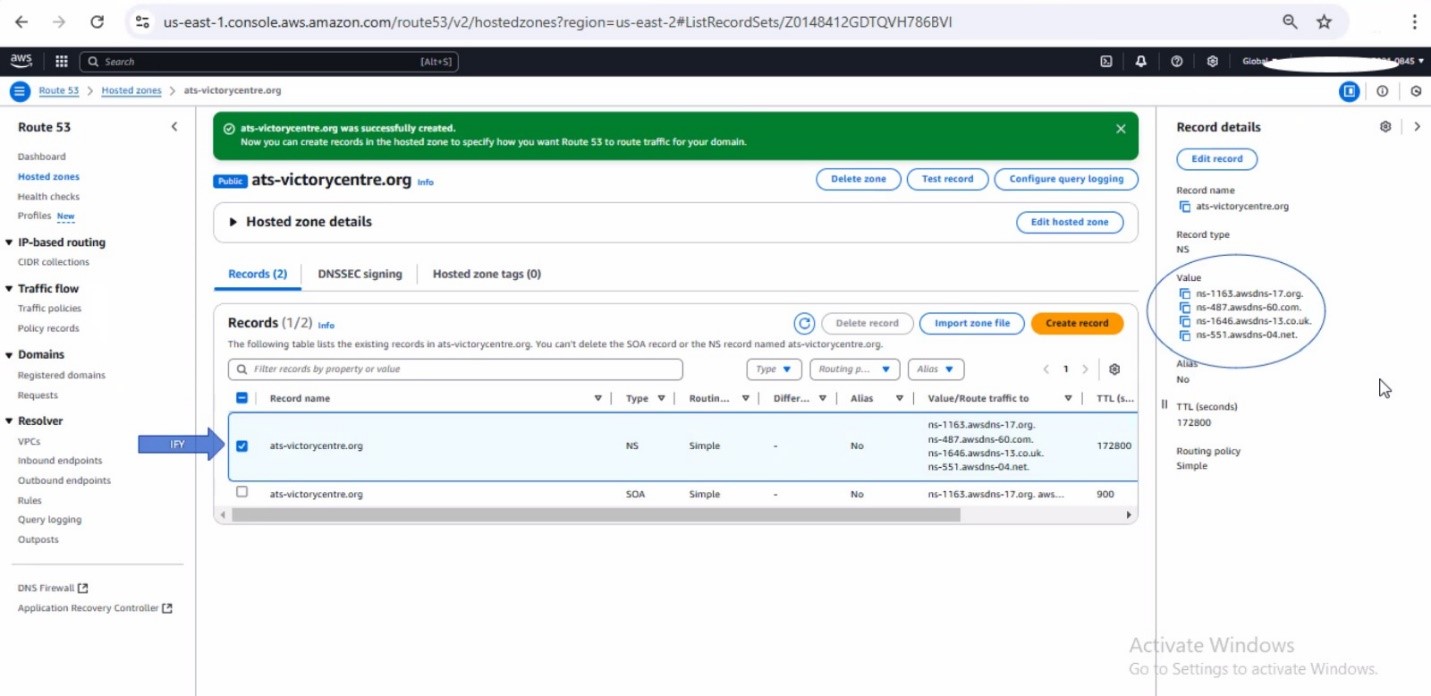 us-east-1.console.aws.amazon.com/route53/v2/hostedzones?region=us-east-2#ListRecordSets/Z0148412GDTQVH786BVI
aws
Search
[Alt+S]
Global
0845
Route 53 > Hosted zones > ats-victorycentre.org
Route 53
Dashboard
Hosted zones
Health checks
Profiles New
IP-based routing
CIDR collections
Traffic flow
Traffic policies
Policy records
Domains
Registered domains
Requests
Resolver
VPCs
Inbound endpoints
Outbound endpoints
Rules
Query logging
Outposts
DNS Firewall
Application Recovery Controller
IFY
ats-victorycentre.org was successfully created.
Now you can create records in the hosted zone to specify how you want Route 53 to route traffic for your domain.
Public ats-victorycentre.org Info
Delete zone
Test record
Configure query logging
Hosted zone details
Edit hosted zone
Records (2)
DNSSEC signing
Hosted zone tags (0)
Records (1/2) Info
Delete record
Import zone file
Create record
The following table lists the existing records in ats-victorycentre.org. You can't delete the SOA record or the NS record named ats-victorycentre.org.
Filter records by property or value
Type
Routing p...
Alias
1
Record name
Type
Routin...
Differ...
Alias
Value/Route traffic to
TTL (s...
ats-victorycentre.org
NS
Simple
-
No
ns-1163.awsdns-17.org.
ns-487.awsdns-60.com.
ns-1646.awsdns-13.co.uk.
ns-551.awsdns-04.net.
172800
ats-victorycentre.org
SOA
Simple
-
No
ns-1163.awsdns-17.org. aws...
900
Record details
Edit record
Record name
ats-victorycentre.org
Record type
NS
Value
ns-1163.awsdns-17.org.
ns-487.awsdns-60.com.
ns-1646.awsdns-13.co.uk.
ns-551.awsdns-04.net.
Alias
No
TTL (seconds)
172800
Routing policy
Simple
Activate Windows
Go to Settings to activate Windows.